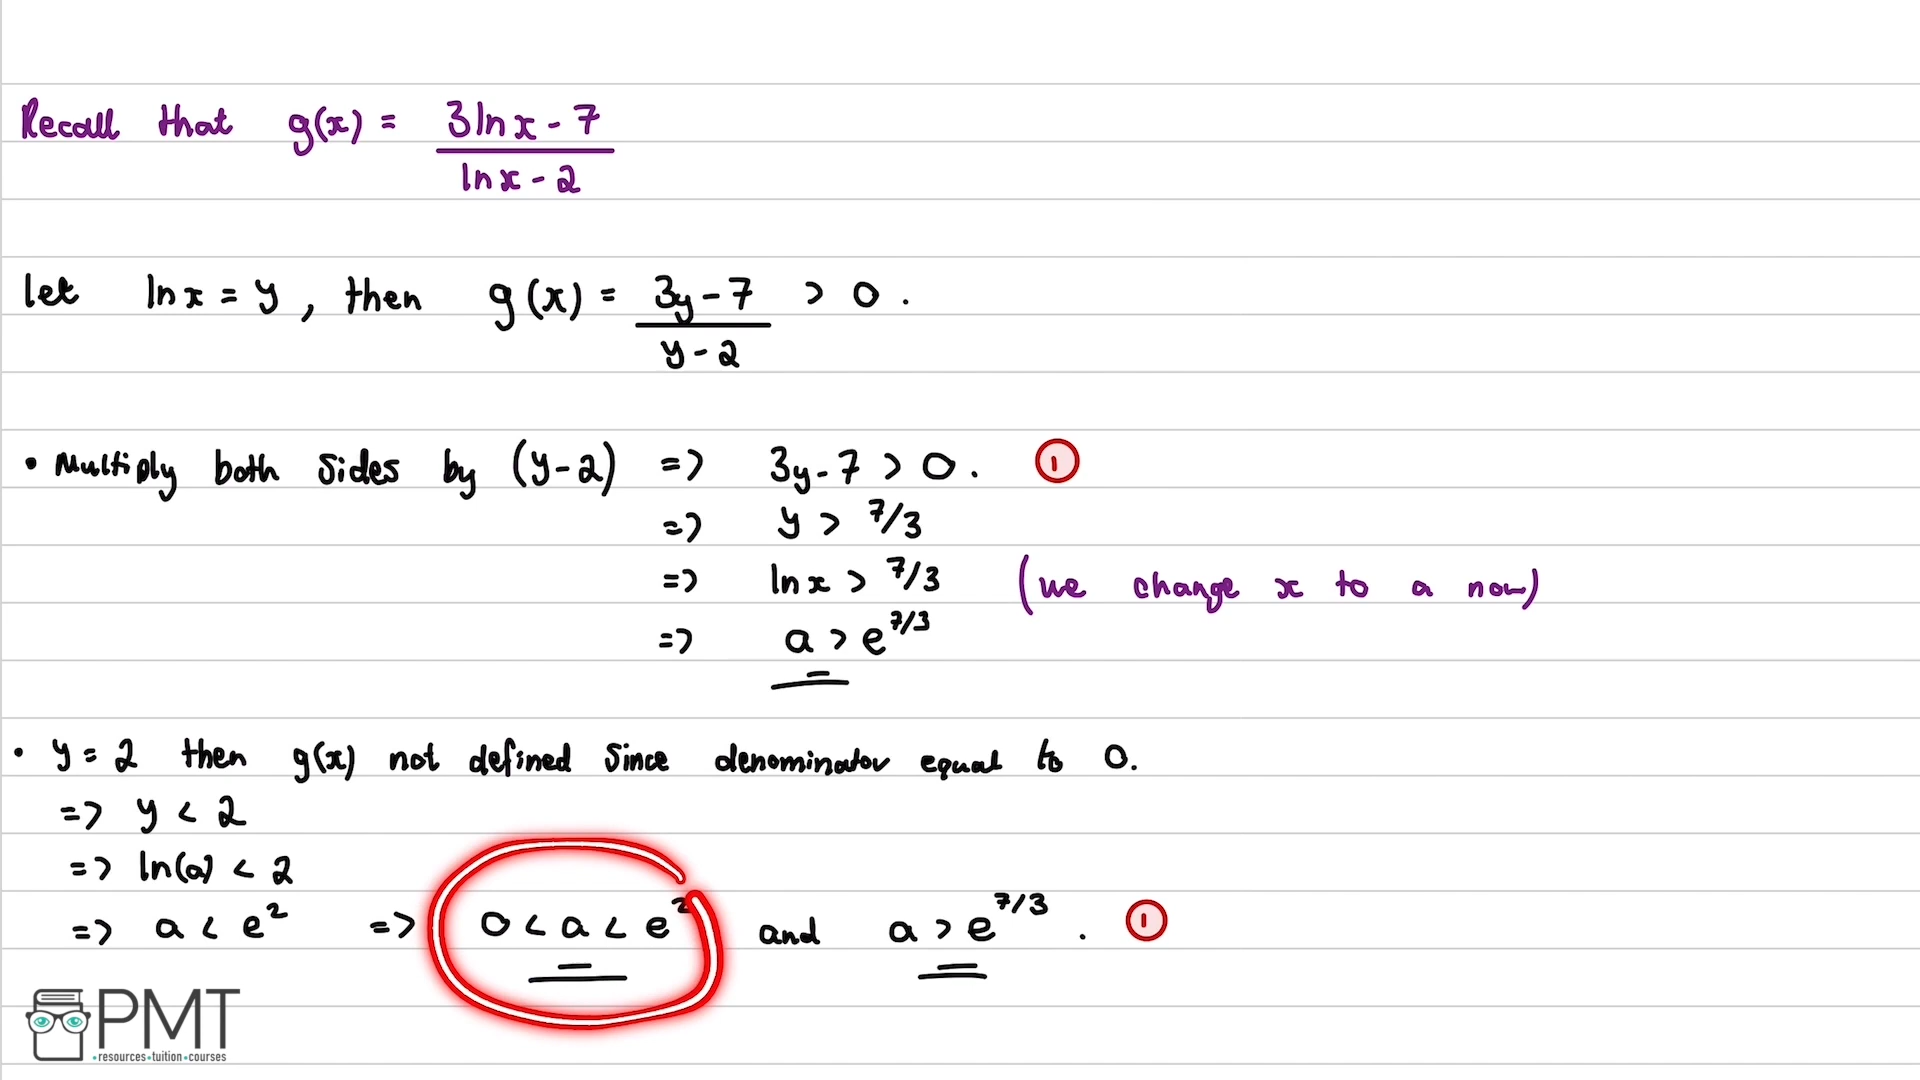 Recall that g(x) = 3lnx - 7 / lnx - 2
let lnx = y, then g(x) = 3y - 7 / y - 2 > 0.
• Multiply both sides by (y-2) => 3y - 7 > 0. ①
=> y > 7/3
=> lnx > 7/3 (we change x to a now)
=> a > e^7/3
• y = 2 then g(x) not defined since denominator equal to 0.
=> y < 2
=> ln(a) < 2
=> a < e² => 0 < a < e² and a > e^7/3. ①
PMT
•resources•tuition•courses